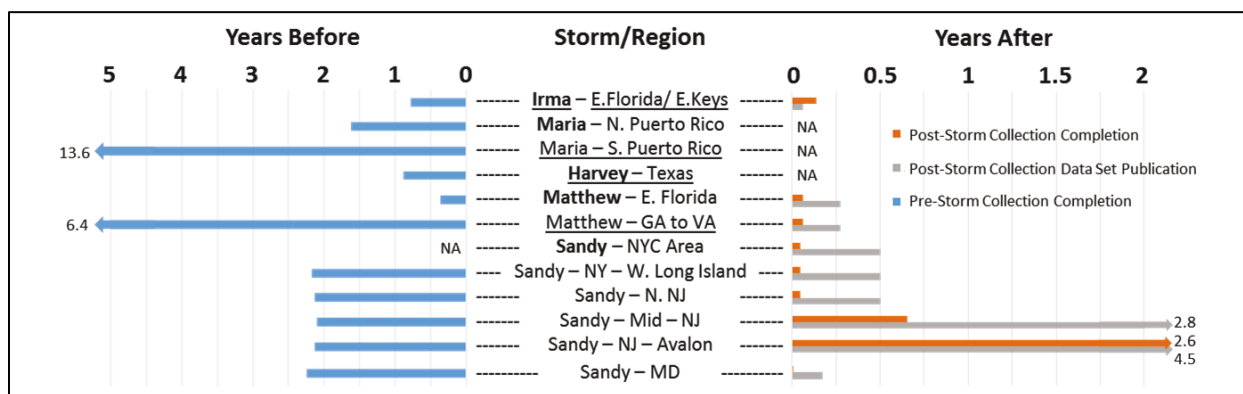 Years Before Storm/Region Years After
5 4 3 2 1 0 0 0.5 1 1.5 2
------- Irma – E.Florida/ E.Keys -------
------- Maria – N. Puerto Rico ------- NA
13.6 ------- Maria – S. Puerto Rico ------- NA
------- Harvey – Texas ------- NA
------- Matthew – E. Florida -------
6.4 ------- Matthew – GA to VA -------
NA ------- Sandy – NYC Area -------
---- Sandy – NY – W. Long Island ----
------- Sandy – N. NJ -------
------- Sandy – Mid – NJ ------- 2.8
------- Sandy – NJ – Avalon ------- 2.6
4.5
---------- Sandy – MD ----------
Post-Storm Collection Completion
Post-Storm Collection Data Set Publication
Pre-Storm Collection Completion